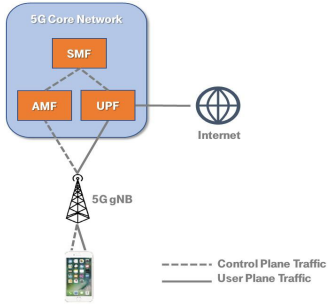 5G Core Network
SMF
AMF
UPF
Internet
5G gNB
Control Plane Traffic
User Plane Traffic